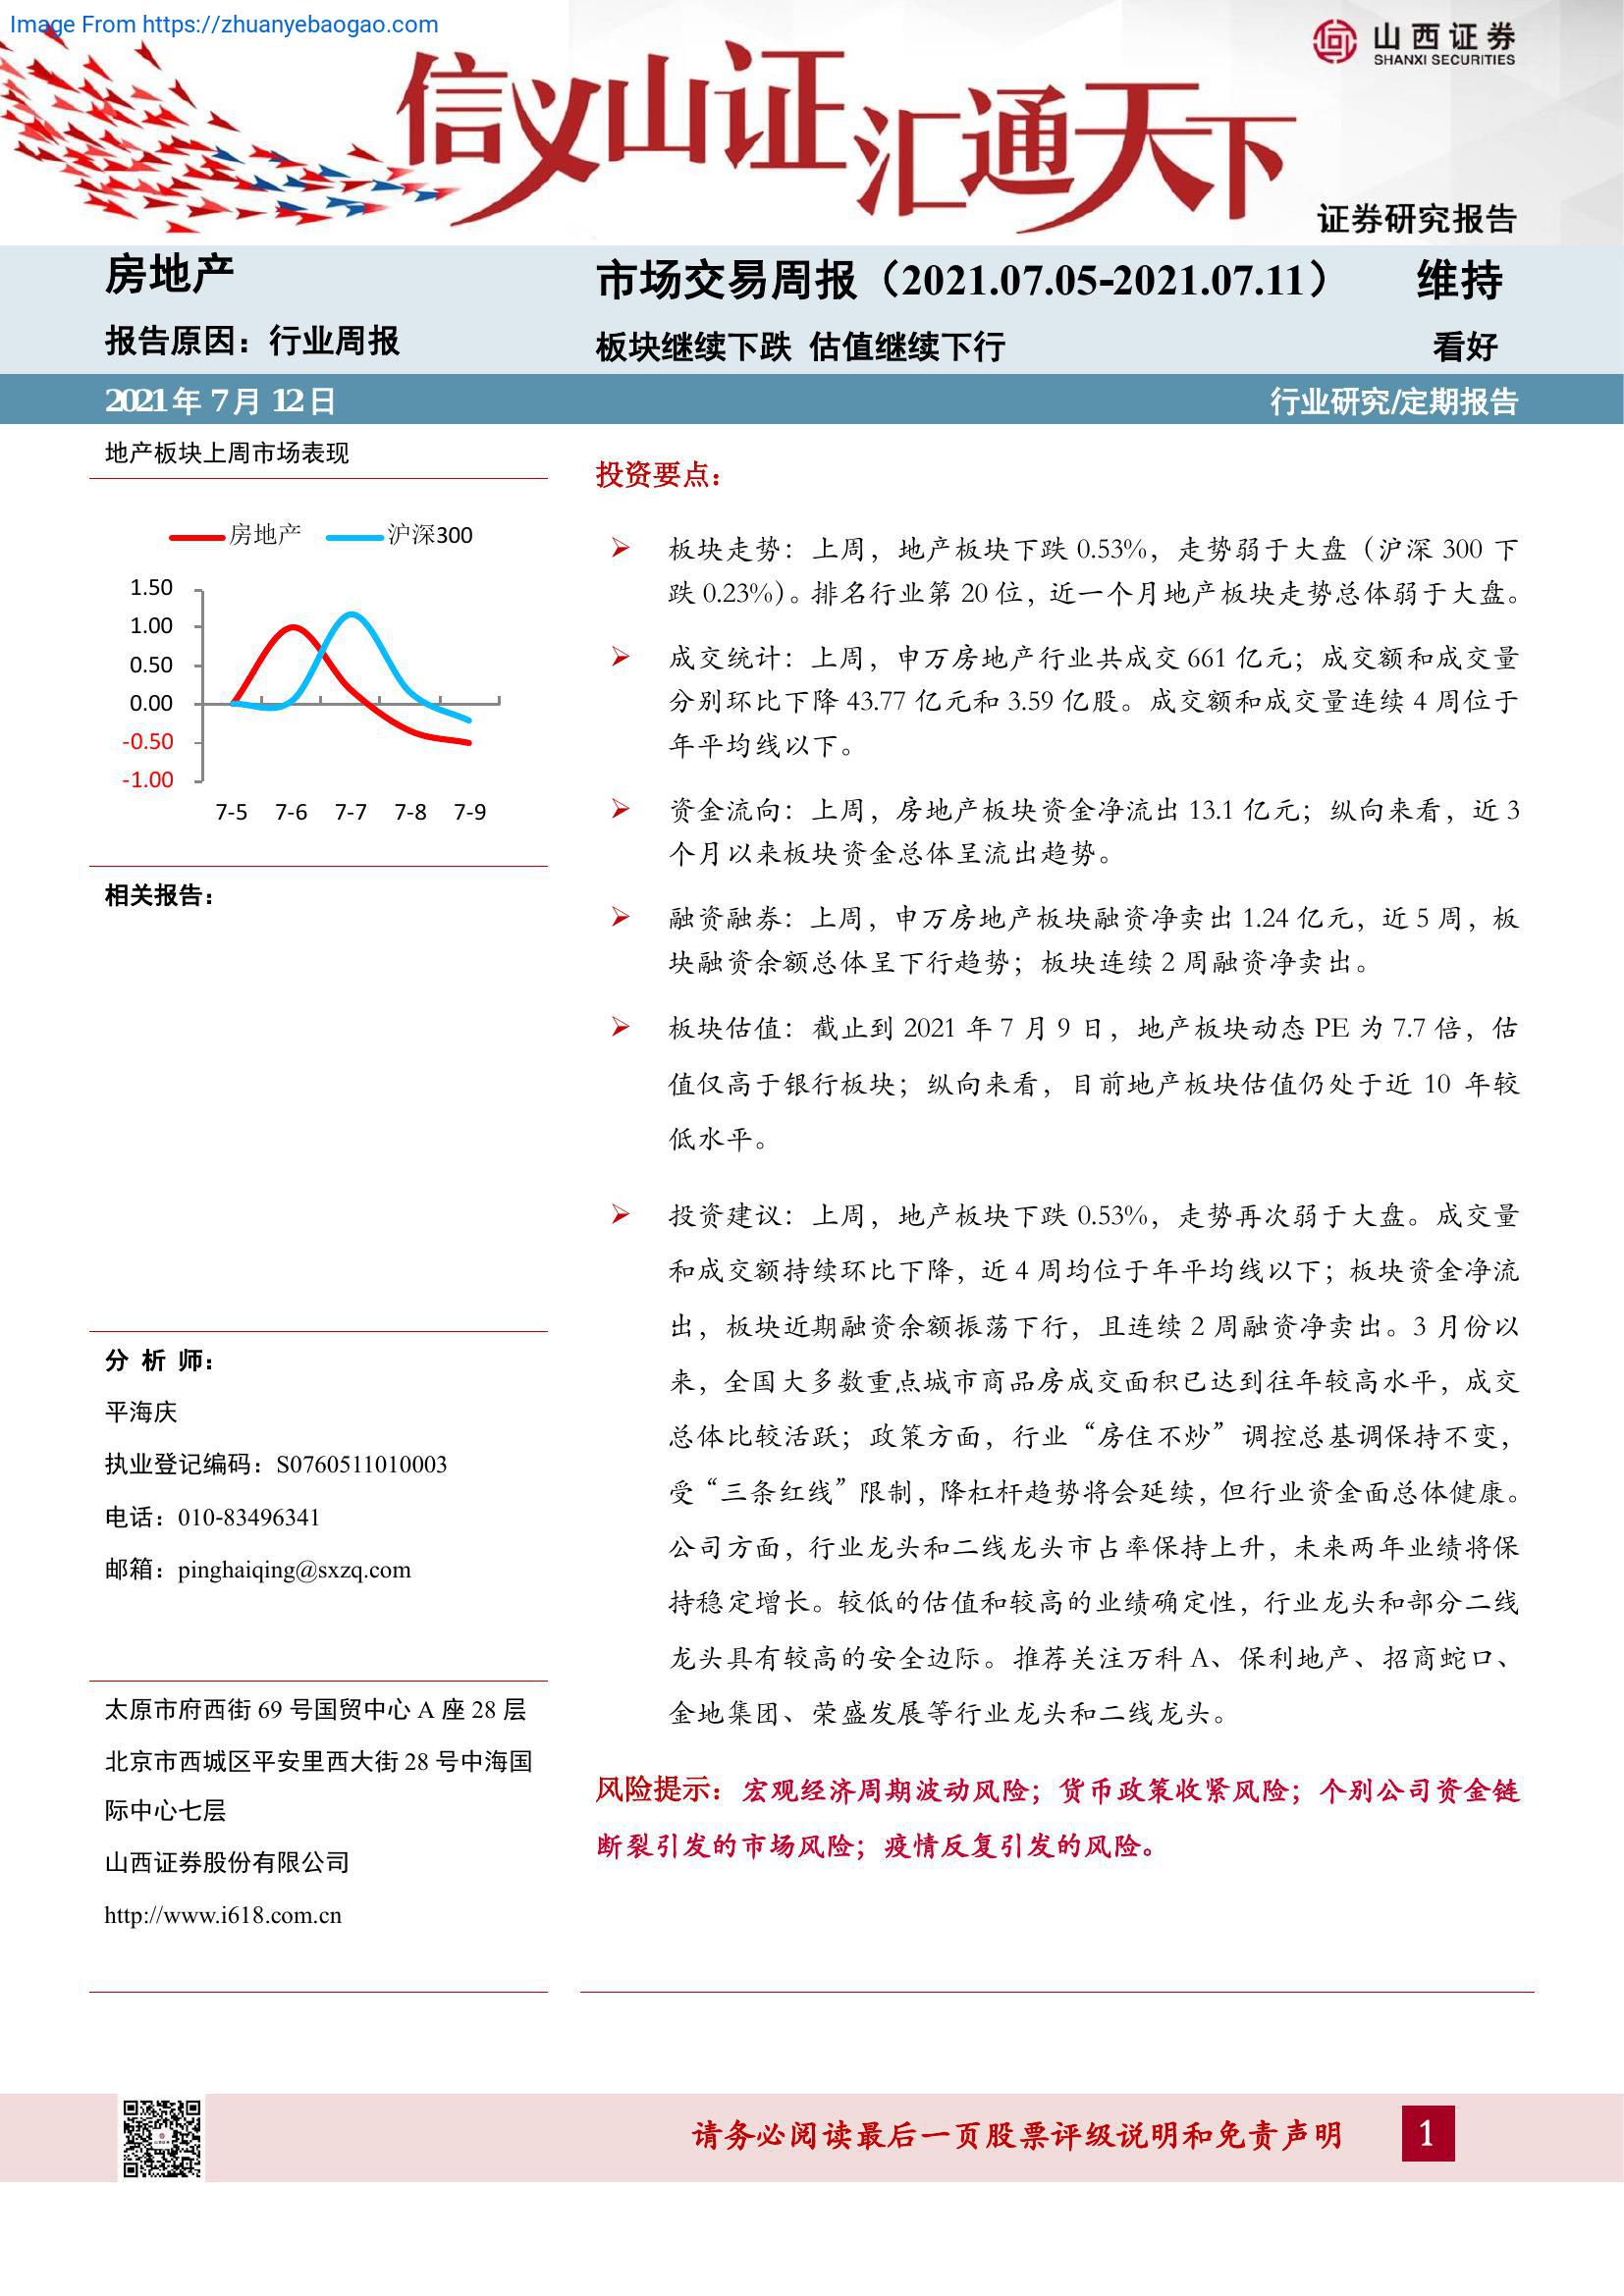 Image From https://zhuanyebaogao.com
山西证券
SHANXI SECURITIES
信义山证汇通天下
证券研究报告
房地产
报告原因：行业周报
市场交易周报（2021.07.05-2021.07.11）
维持
板块继续下跌 估值继续下行
看好
2021年 7月 12日
行业研究/定期报告
地产板块上周市场表现
房地产 沪深300
1.50
1.00
0.50
0.00
-0.50
-1.00
7-5 7-6 7-7 7-8 7-9
相关报告：
分 析 师：
平海庆
执业登记编码：S0760511010003
电话：010-83496341
邮箱：pinghaiqing@sxzq.com
太原市府西街 69 号国贸中心 A 座 28 层
北京市西城区平安里西大街 28 号中海国
际中心七层
山西证券股份有限公司
http://www.i618.com.cn
投资要点：
板块走势：上周，地产板块下跌 0.53%，走势弱于大盘（沪深 300 下
跌 0.23%）。排名行业第 20 位，近一个月地产板块走势总体弱于大盘。
成交统计：上周，申万房地产行业共成交 661 亿元；成交额和成交量
分别环比下降 43.77 亿元和 3.59 亿股。成交额和成交量连续 4 周位于
年平均线以下。
资金流向：上周，房地产板块资金净流出 13.1 亿元；纵向来看，近 3
个月以来板块资金总体呈流出趋势。
融资融券：上周，申万房地产板块融资净卖出 1.24 亿元，近 5 周，板
块融资余额总体呈下行趋势；板块连续 2 周融资净卖出。
板块估值：截止到 2021 年 7 月 9 日，地产板块动态 PE 为 7.7 倍，估
值仅高于银行板块；纵向来看，目前地产板块估值仍处于近 10 年较
低水平。
投资建议：上周，地产板块下跌 0.53%，走势再次弱于大盘。成交量
和成交额持续环比下降，近 4 周均位于年平均线以下；板块资金净流
出，板块近期融资余额振荡下行，且连续 2 周融资净卖出。3 月份以
来，全国大多数重点城市商品房成交面积已达到往年较高水平，成交
总体比较活跃；政策方面，行业“房住不炒”调控总基调保持不变，
受“三条红线”限制，降杠杆趋势将会延续，但行业资金面总体健康。
公司方面，行业龙头和二线龙头市占率保持上升，未来两年业绩将保
持稳定增长。较低的估值和较高的业绩确定性，行业龙头和部分二线
龙头具有较高的安全边际。推荐关注万科 A、保利地产、招商蛇口、
金地集团、荣盛发展等行业龙头和二线龙头。
风险提示：宏观经济周期波动风险；货币政策收紧风险；个别公司资金链
断裂引发的市场风险；疫情反复引发的风险。
请务必阅读最后一页股票评级说明和免责声明
1